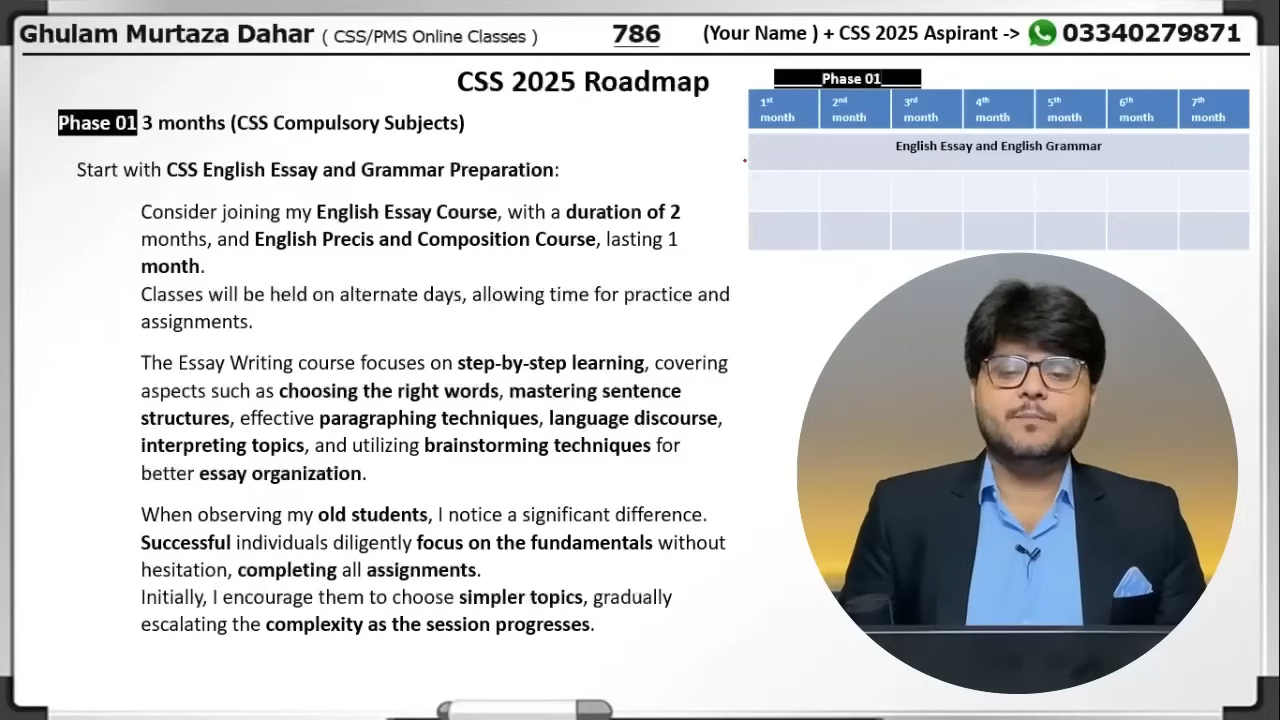 Ghulam Murtaza Dahar ( CSS/PMS Online Classes ) 786 (Your Name ) + CSS 2025 Aspirant -> 03340279871
CSS 2025 Roadmap
Phase 01 3 months (CSS Compulsory Subjects)
Start with CSS English Essay and Grammar Preparation:
Consider joining my English Essay Course, with a duration of 2
months, and English Precis and Composition Course, lasting 1
month.
Classes will be held on alternate days, allowing time for practice and
assignments.
The Essay Writing course focuses on step-by-step learning, covering
aspects such as choosing the right words, mastering sentence
structures, effective paragraphing techniques, language discourse,
interpreting topics, and utilizing brainstorming techniques for
better essay organization.
When observing my old students, I notice a significant difference.
Successful individuals diligently focus on the fundamentals without
hesitation, completing all assignments.
Initially, I encourage them to choose simpler topics, gradually
escalating the complexity as the session progresses.
Phase 01
1st month 2nd month 3rd month 4th month 5th month 6th month 7th month
English Essay and English Grammar